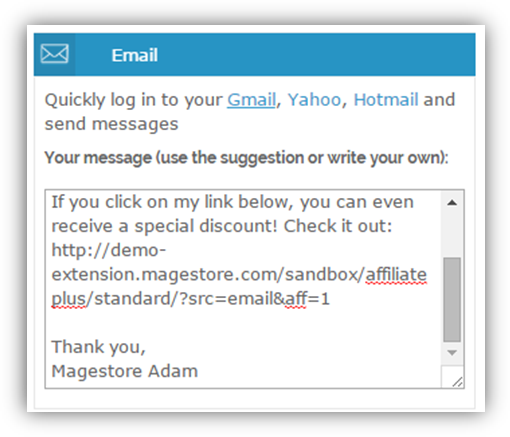 Email
Quickly log in to your Gmail, Yahoo, Hotmail and
send messages
Your message (use the suggestion or write your own):
If you click on my link below, you can even
receive a special discount! Check it out:
http://demo-
extension.magestore.com/sandbox/affiliate
plus/standard/?src=email&aff=1
Thank you,
Magestore Adam